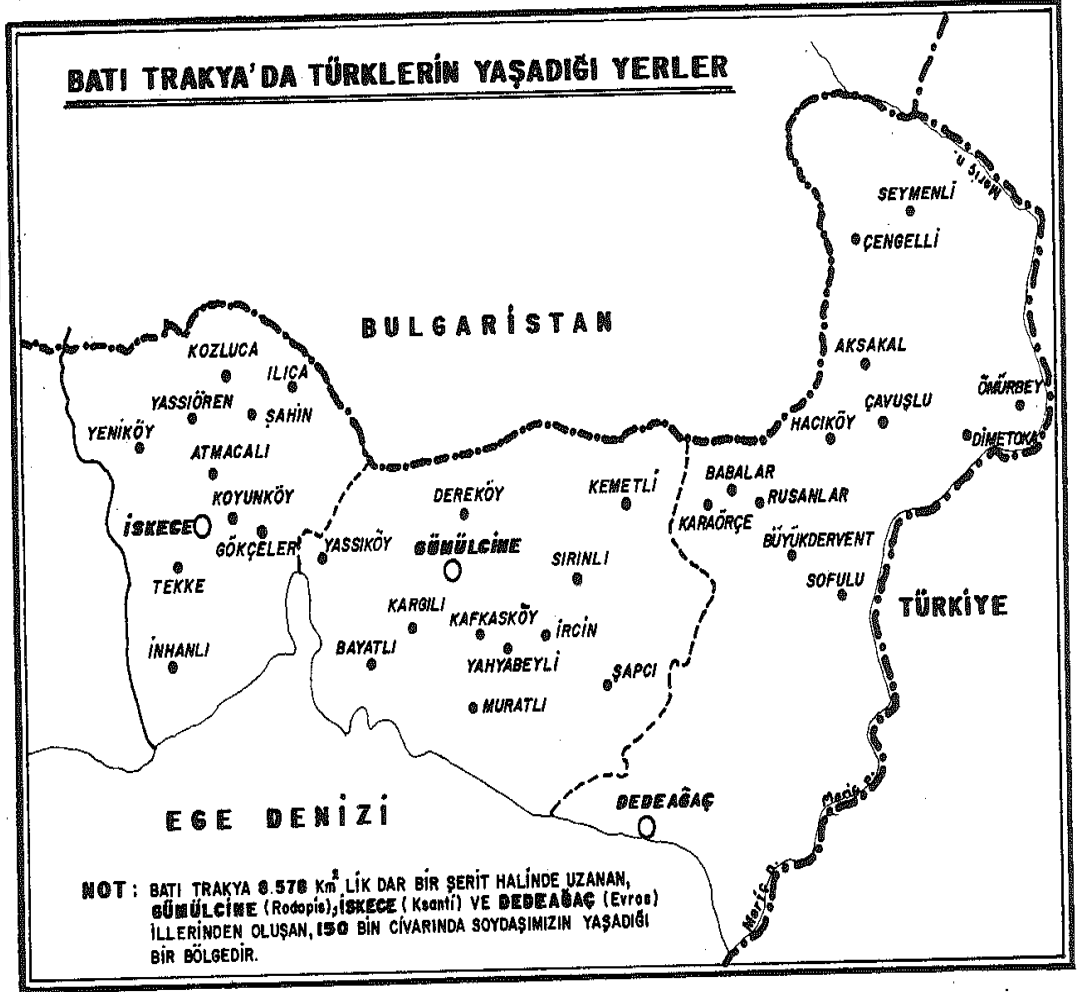 BATI TRAKYA'DA TÜRKLERİN YAŞADIĞI YERLER
Meriç n.
SEYMENLİ
ÇENGELLİ
BULGARİSTAN
KOZLUCA
ILICA
AKSAKAL
YASSIÖREN
ŞAHİN
ÖMÜRBEY
YENİKÖY
HACIKÖY
ÇAVUŞLU
DİMETOKA
ATMACALI
KOYUNKÖY
DEREKÖY
KEMETLİ
BABALAR
RUSANLAR
KARAÖRÇE
İSKEÇE
GÖKÇELER
YASSIKÖY
GÜMÜLCİNE
SIRINLI
BÜYÜKDERVENT
TEKKE
SOFULU
TÜRKİYE
KARGILI
KAFKASKÖY
İRCİN
İNHANLI
BAYATLI
YAHYABEYLİ
ŞAPCI
MURATLI
EGE DENİZİ
DEDEAĞAÇ
Meriç
Meriç
NOT: BATI TRAKYA 8.578 Km² LİK DAR BİR ŞERİT HALİNDE UZANAN,
GÜMÜLCİNE (Rodopis), İSKEÇE (Ksanti) VE DEDEAĞAÇ (Evros)
İLLERİNDEN OLUŞAN, 150 BİN CİVARINDA SOYDAŞIMIZIN YAŞADIĞI
BİR BÖLGEDİR.